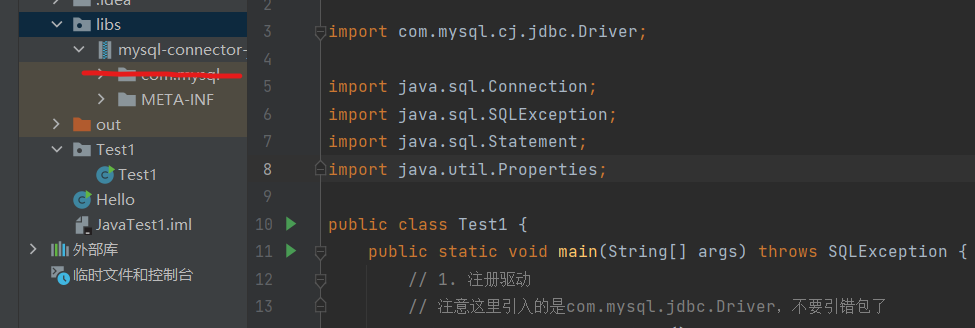 .idea
libs
mysql-connector-
com.mysql
META-INF
out
Test1
Test1
Hello
JavaTest1.iml
外部库
临时文件和控制台
2
3 import com.mysql.cj.jdbc.Driver;
4
5 import java.sql.Connection;
6 import java.sql.SQLException;
7 import java.sql.Statement;
8 import java.util.Properties;
9
10 public class Test1 {
11 public static void main(String[] args) throws SQLException {
12 // 1. 注册驱动
13 // 注意这里引入的是com.mysql.jdbc.Driver，不要引错包了